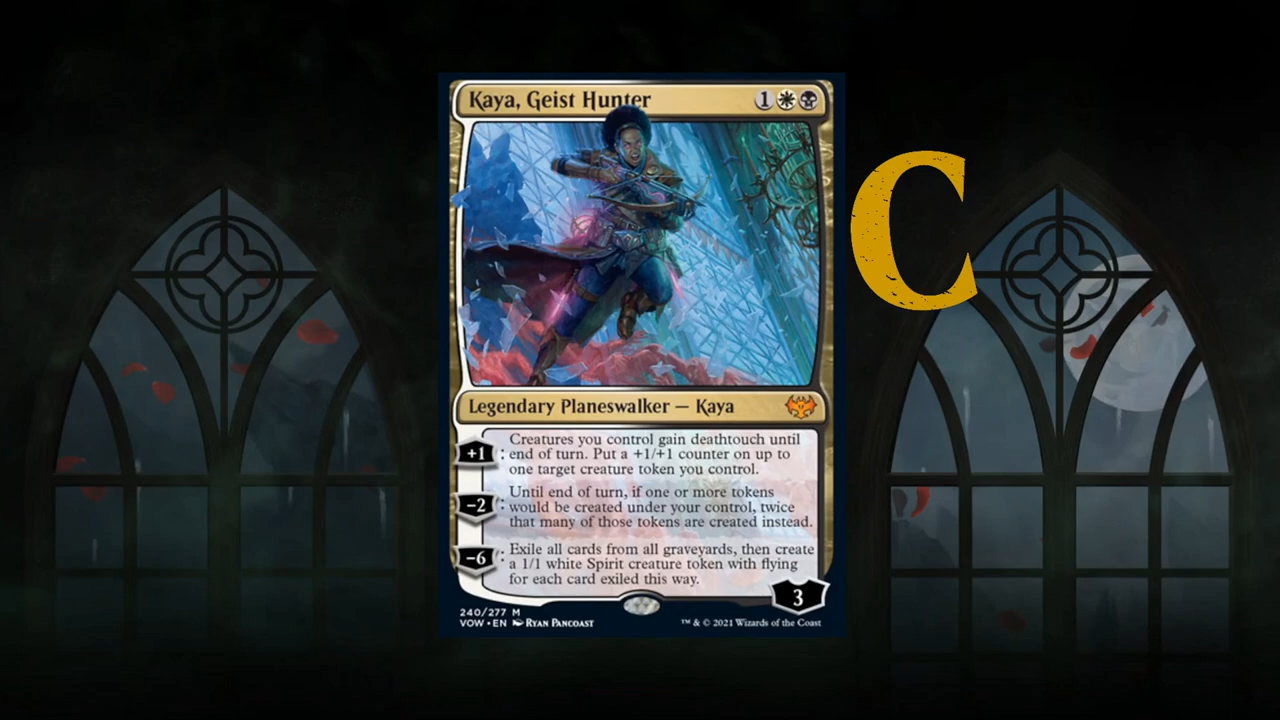 Kaya, Geist Hunter 1
C
Legendary Planeswalker — Kaya
+1 : Creatures you control gain deathtouch until
end of turn. Put a +1/+1 counter on up to
one target creature token you control.
−2 : Until end of turn, if one or more tokens
would be created under your control, twice
that many of those tokens are created instead.
−6 : Exile all cards from all graveyards, then create
a 1/1 white Spirit creature token with flying
for each card exiled this way.
3
240/277 M
VOW • EN Ryan Pancoast ™ & © 2021 Wizards of the Coast